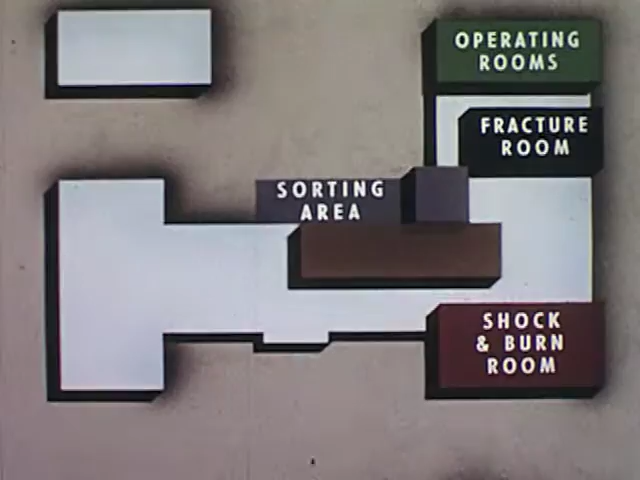 OPERATING
ROOMS
FRACTURE
ROOM
SORTING
AREA
SHOCK
& BURN
ROOM